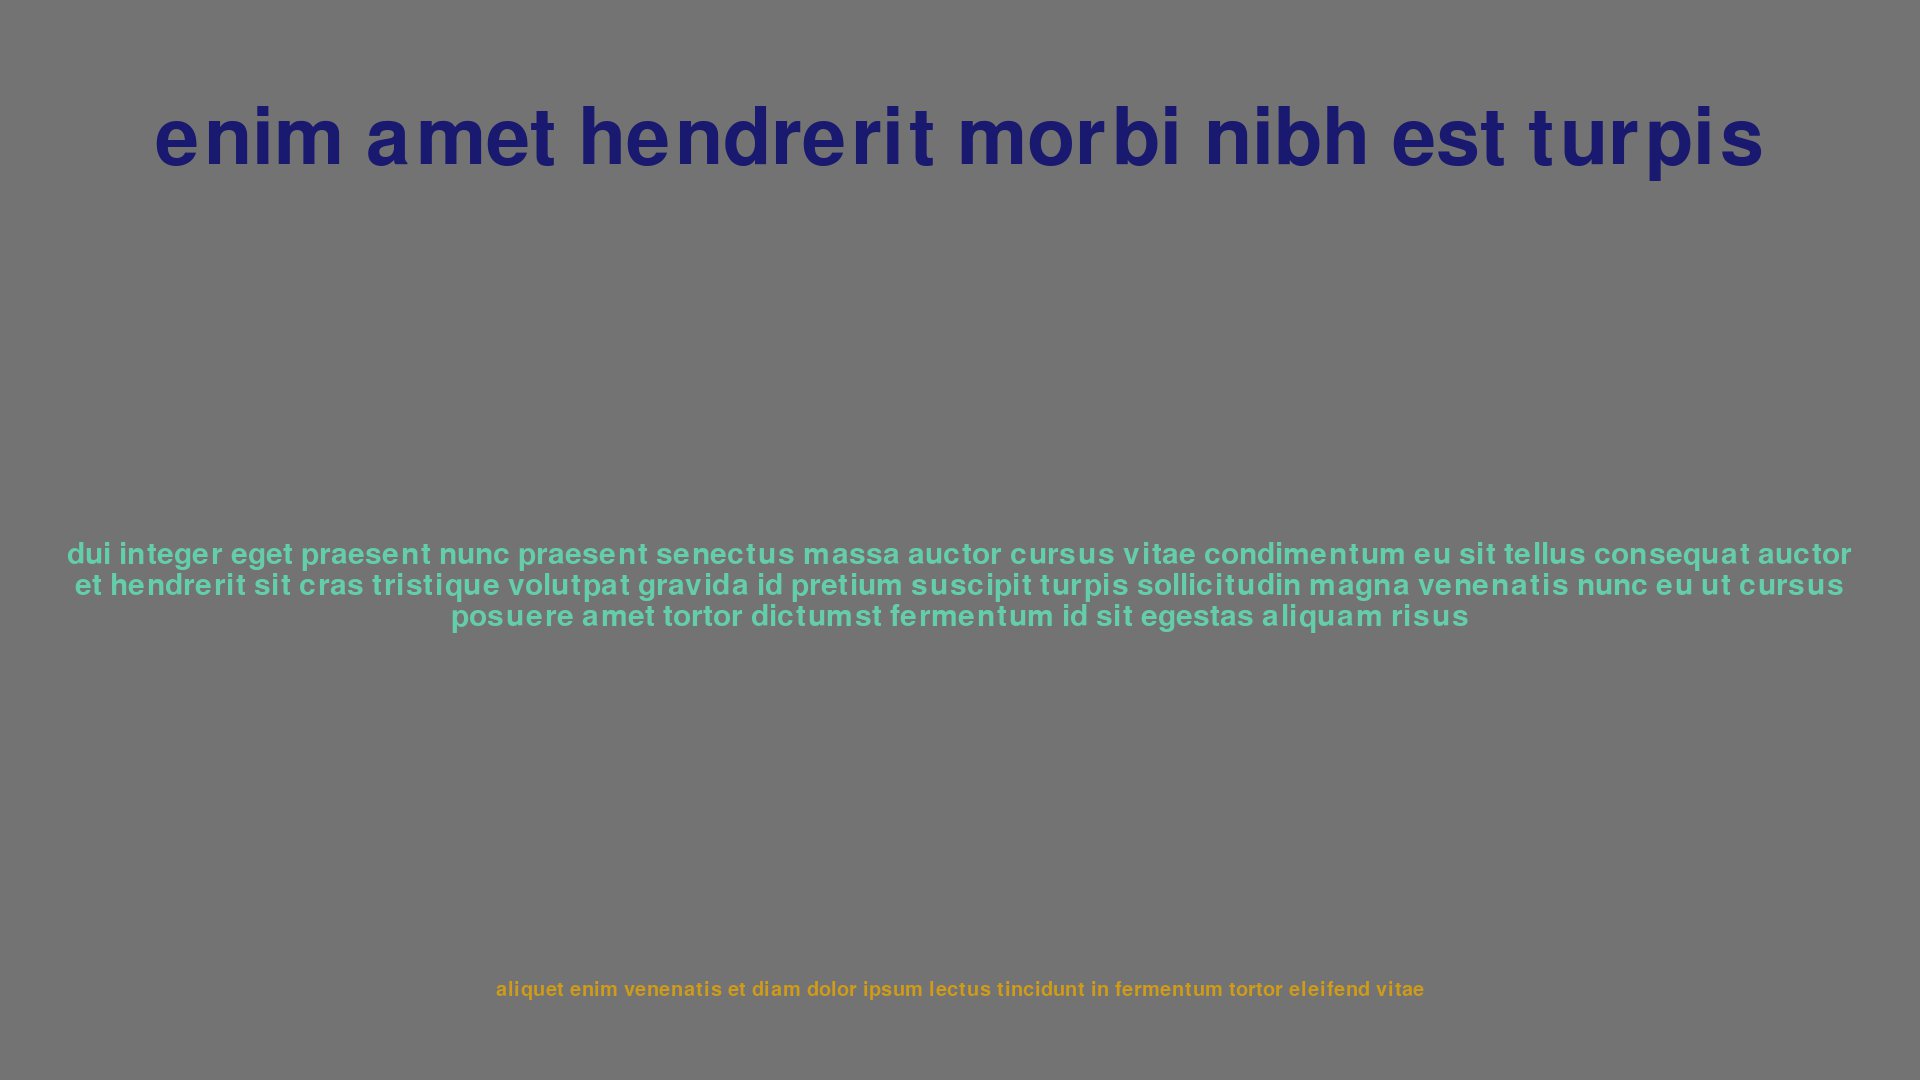 enim amet hendrerit morbi nibh est turpis
dui integer eget praesent nunc praesent senectus massa auctor cursus vitae condimentum eu sit tellus consequat auctor
et hendrerit sit cras tristique volutpat gravida id pretium suscipit turpis sollicitudin magna venenatis nunc eu ut cursus
posuere amet tortor dictumst fermentum id sit egestas aliquam risus
aliquet enim venenatis et diam dolor ipsum lectus tincidunt in fermentum tortor eleifend vitae